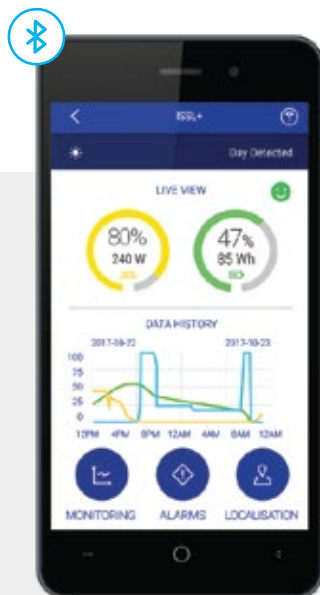 ISSL+
Day Detected
LIVE VIEW
80%
240 W
47%
85 Wh
DATA HISTORY
2017-10-22 2017-10-23
100
75
50
25
0
12PM 4PM 8PM 12AM 4AM 8AM 12AM
MONITORING ALARMS LOCALISATION